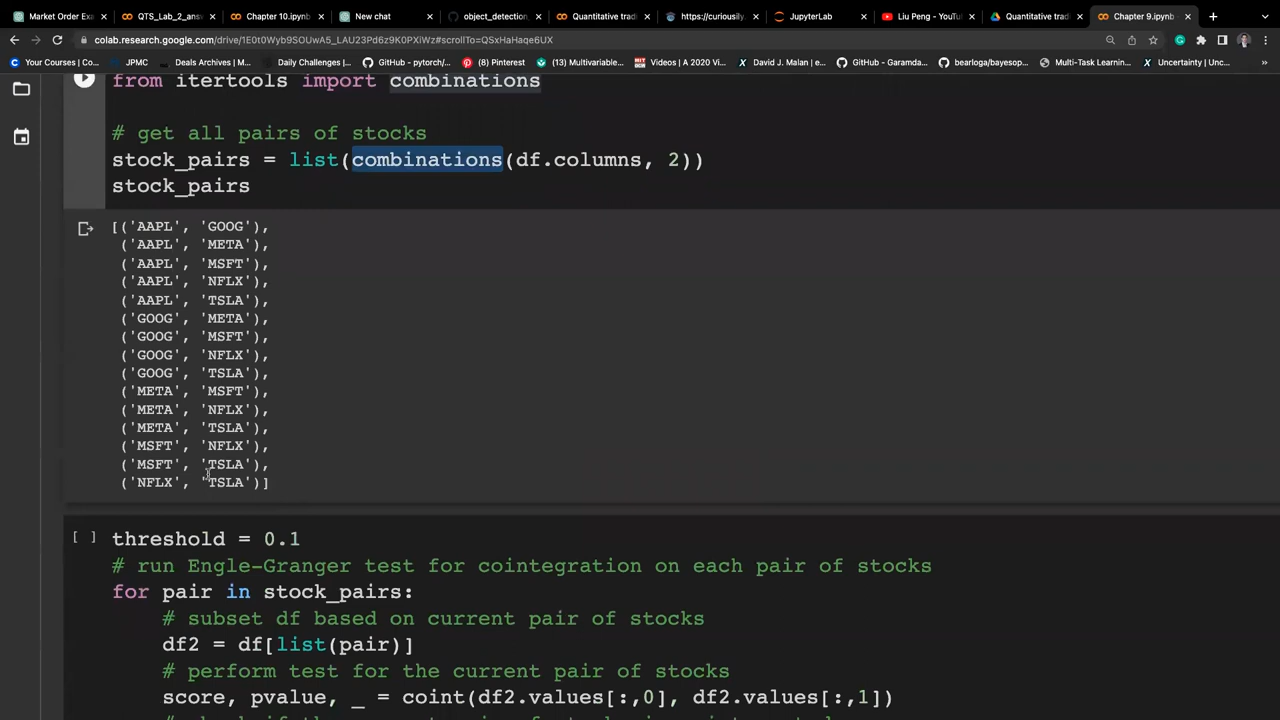 Market Order Exa
QTS_Lab_2_ans
Chapter 10.ipynb
New chat
object_detection
Quantitative trad
https://curiousily
JupyterLab
Liu Peng - YouT
Quantitative trad
Chapter 9.ipynb
colab.research.google.com/drive/1E0t0Wyb9SOUwA5_LAU23Pd6z9K0PXiWz#scrollTo=QSxHaHaqe6UX
Your Courses | Co...
JPMC
Deals Archives | M...
Daily Challenges |...
GitHub - pytorch/...
(8) Pinterest
(13) Multivariable...
Videos | A 2020 V...
David J. Malan | e...
GitHub - Garamda...
bearloga/bayesop...
Multi-Task Learnin...
Uncertainty | Unc...
from itertools import combinations
# get all pairs of stocks
stock_pairs = list(combinations(df.columns, 2))
stock_pairs
[('AAPL', 'GOOG'),
('AAPL', 'META'),
('AAPL', 'MSFT'),
('AAPL', 'NFLX'),
('AAPL', 'TSLA'),
('GOOG', 'META'),
('GOOG', 'MSFT'),
('GOOG', 'NFLX'),
('GOOG', 'TSLA'),
('META', 'MSFT'),
('META', 'NFLX'),
('META', 'TSLA'),
('MSFT', 'NFLX'),
('MSFT', 'TSLA'),
('NFLX', 'TSLA')]
[ ] threshold = 0.1
# run Engle-Granger test for cointegration on each pair of stocks
for pair in stock_pairs:
# subset df based on current pair of stocks
df2 = df[list(pair)]
# perform test for the current pair of stocks
score, pvalue, _ = coint(df2.values[:,0], df2.values[:,1])